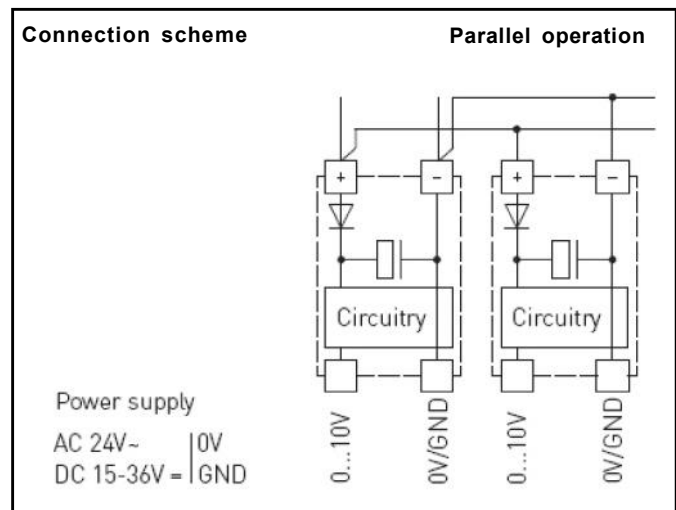 Connection scheme
Parallel operation
+
-
+
-
Circuitry
Circuitry
Power supply
AC 24V~ | 0V
DC 15-36V = | GND
0...10V
0V/GND
0...10V
0V/GND